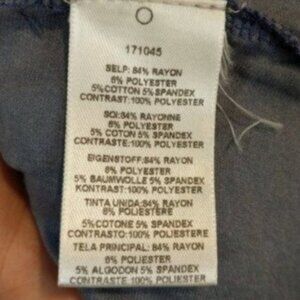 171045
SELF: 84% RAYON
6% POLYESTER
5%COTTON 5% SPANDEX
CONTRAST:100% POLYESTER
SOI:84% RAYONNE
6% POLYESTER
5% COTON 5% SPANDEX
CONTRASTE:100% POLYESTER
EIGENSTOFF:84% RAYON
6% POLYESTER
5% BAUMWOLLE 5% SPANDEX
KONTRAST:100% POLYESTER
TINTA UNIDA:84% RAYON
6% POLIESTERE
5%COTONE 5% SPANDEX
CONTRASTO:100% POLIESTERE
TELA PRINCIPAL: 84% RAYON
6% POLIESTER
5% ALGODON 5% SPANDEX
CONTRASTE:100% POLIESTER